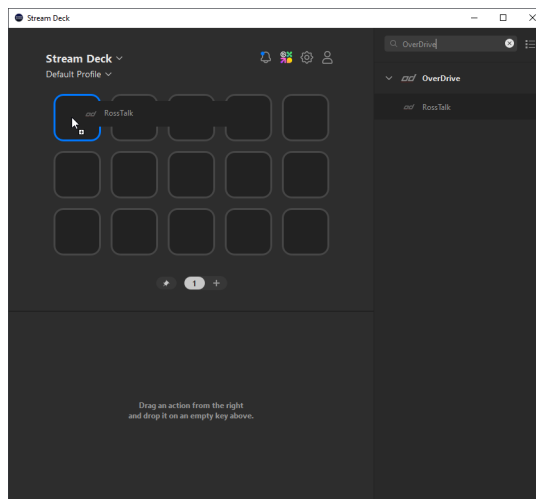 Stream Deck
Stream Deck
Default Profile
RossTalk
1
Drag an action from the right
and drop it on an empty key above.
OverDrive
OverDrive
RossTalk